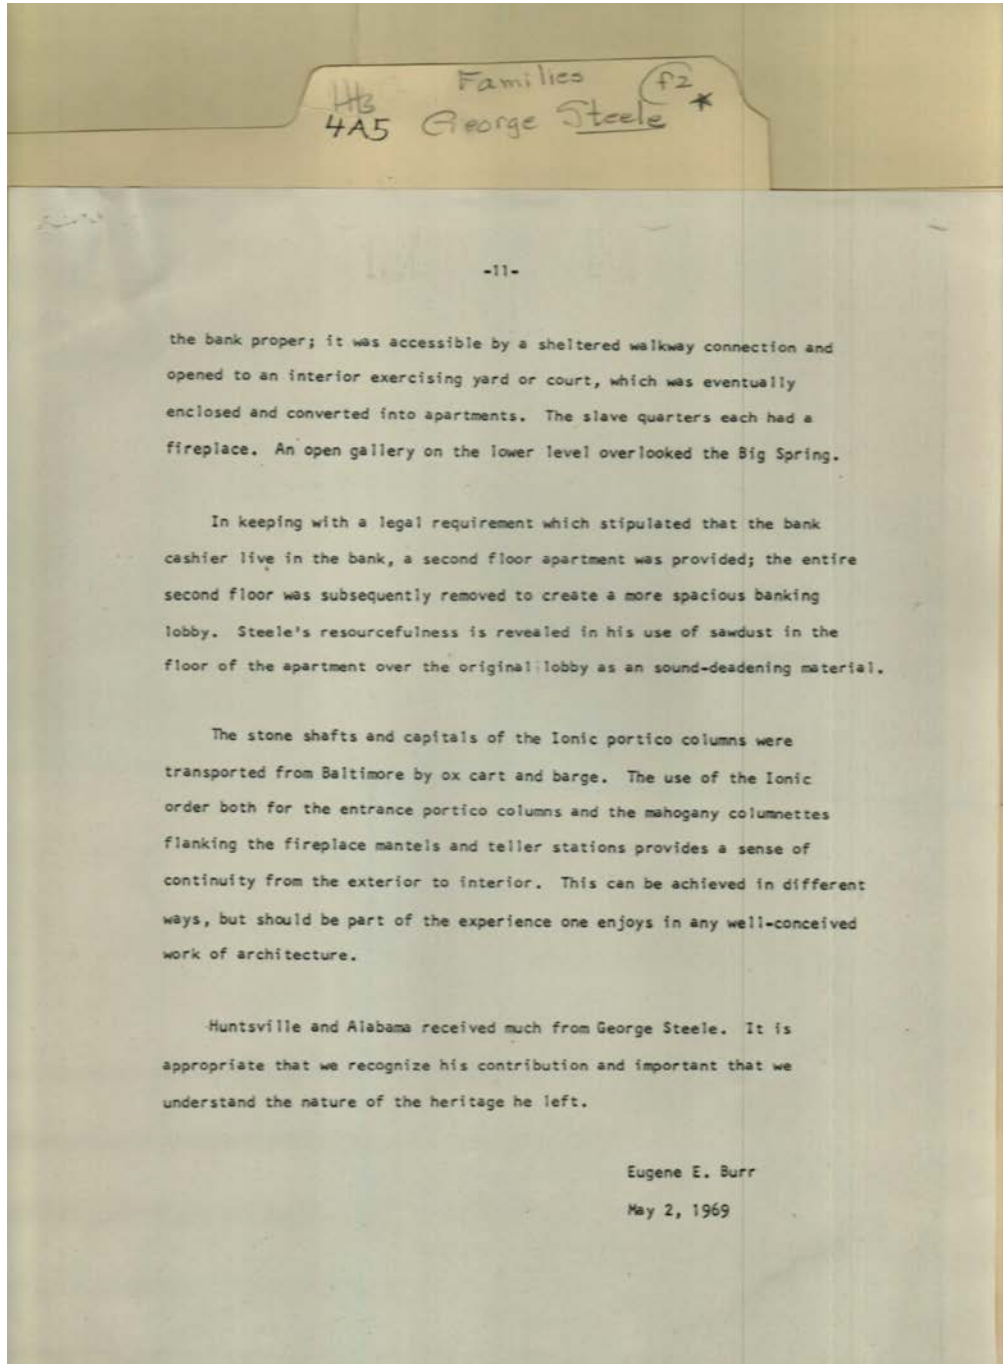 Families f2
HB *
4A5 George Steele
-11-
the bank proper; it was accessible by a sheltered walkway connection and
opened to an interior exercising yard or court, which was eventually
enclosed and converted into apartments. The slave quarters each had a
fireplace. An open gallery on the lower level overlooked the Big Spring.
In keeping with a legal requirement which stipulated that the bank
cashier live in the bank, a second floor apartment was provided; the entire
second floor was subsequently removed to create a more spacious banking
lobby. Steele's resourcefulness is revealed in his use of sawdust in the
floor of the apartment over the original lobby as an sound-deadening material.
The stone shafts and capitals of the Ionic portico columns were
transported from Baltimore by ox cart and barge. The use of the Ionic
order both for the entrance portico columns and the mahogany columnettes
flanking the fireplace mantels and teller stations provides a sense of
continuity from the exterior to interior. This can be achieved in different
ways, but should be part of the experience one enjoys in any well-conceived
work of architecture.
Huntsville and Alabama received much from George Steele. It is
appropriate that we recognize his contribution and important that we
understand the nature of the heritage he left.
Eugene E. Burr
May 2, 1969